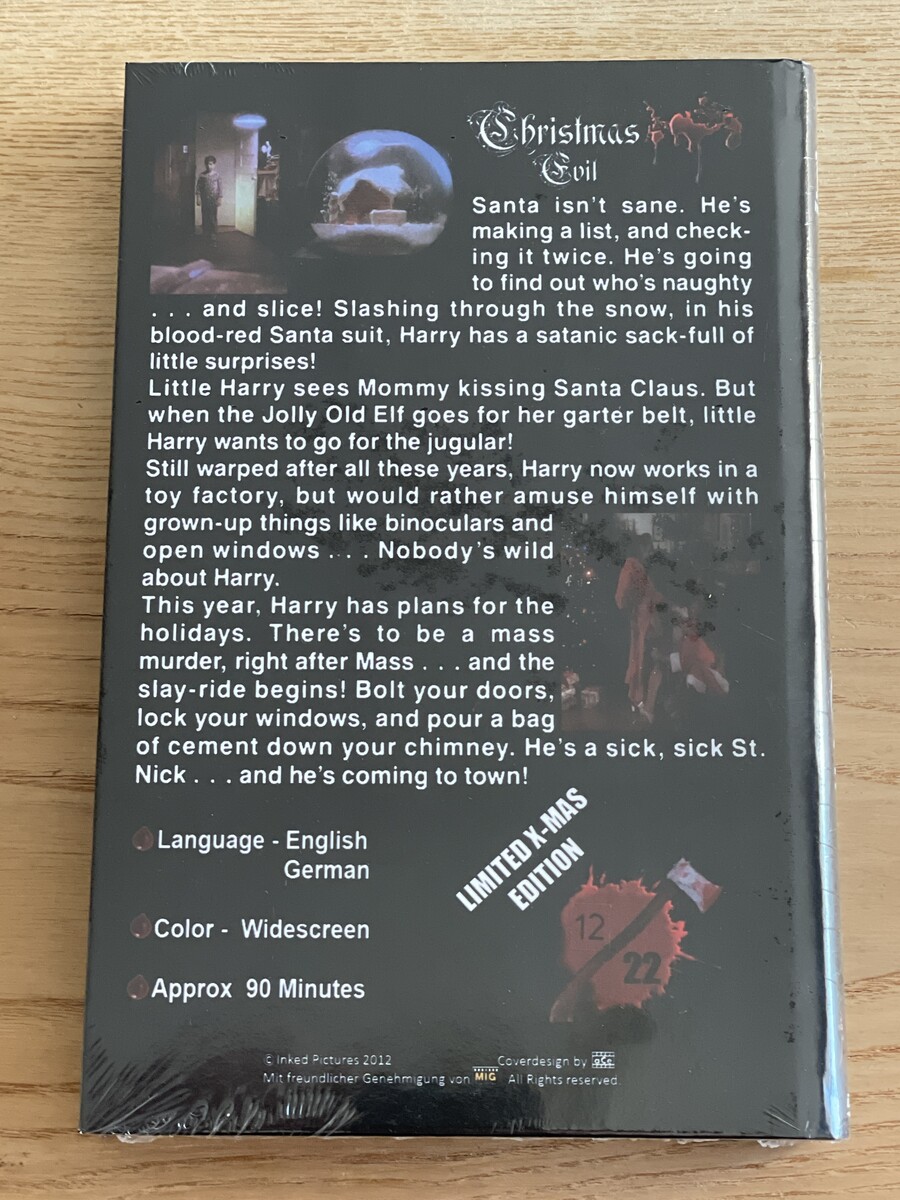 Christmas
Evil
Santa isn't sane. He's
making a list, and check-
ing it twice. He's going
to find out who's naughty
. . . and slice! Slashing through the snow, in his
blood-red Santa suit, Harry has a satanic sack-full of
little surprises!
Little Harry sees Mommy kissing Santa Claus. But
when the Jolly Old Elf goes for her garter belt, little
Harry wants to go for the jugular!
Still warped after all these years, Harry now works in a
toy factory, but would rather amuse himself with
grown-up things like binoculars and
open windows . . . Nobody's wild
about Harry.
This year, Harry has plans for the
holidays. There's to be a mass
murder, right after Mass . . . and the
slay-ride begins! Bolt your doors,
lock your windows, and pour a bag
of cement down your chimney. He's a sick, sick St.
Nick . . . and he's coming to town!
LIMITED X-MAS
EDITION
Language - English
German
Color - Widescreen
Approx 90 Minutes
12
22
© Inked Pictures 2012 Coverdesign by
Mit freundlicher Genehmigung von MIG All Rights reserved.